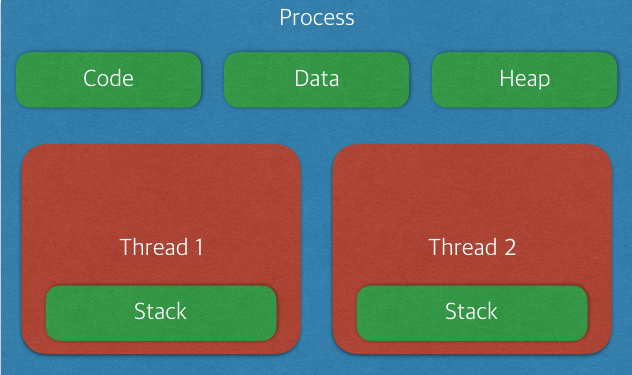 Process
Code
Data
Heap
Thread 1
Thread 2
Stack
Stack